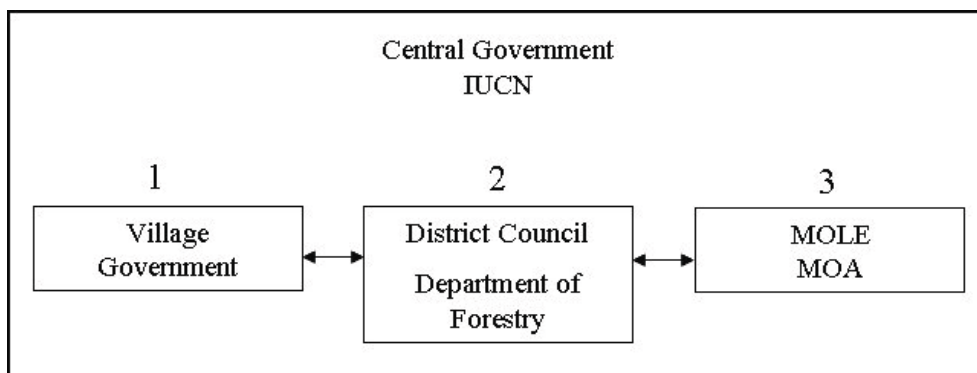 Central Government
IUCN
1
2
3
Village
Government
District Council
Department of
Forestry
MOLE
MOA